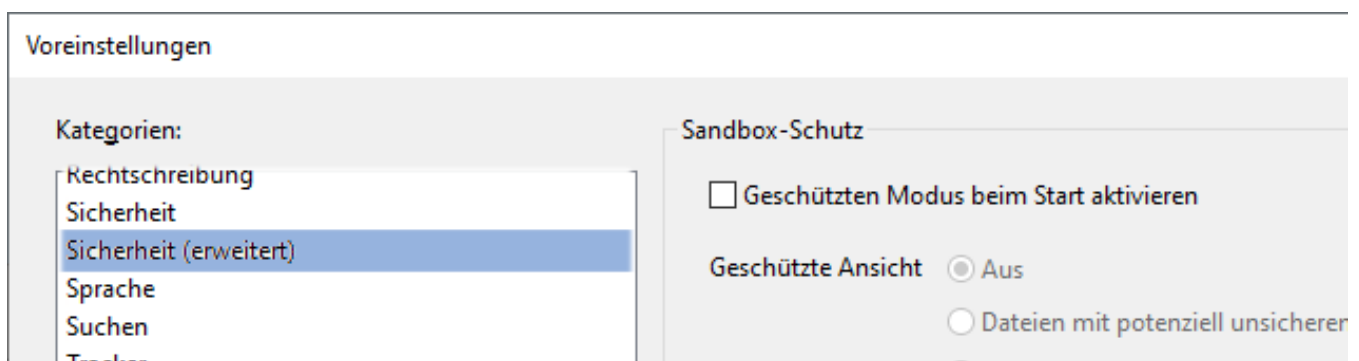 Voreinstellungen
Kategorien:
Rechtschreibung
Sicherheit
Sicherheit (erweitert)
Sprache
Suchen
Tracker
Sandbox-Schutz
Geschützten Modus beim Start aktivieren
Geschützte Ansicht
Aus
Dateien mit potenziell unsicheren